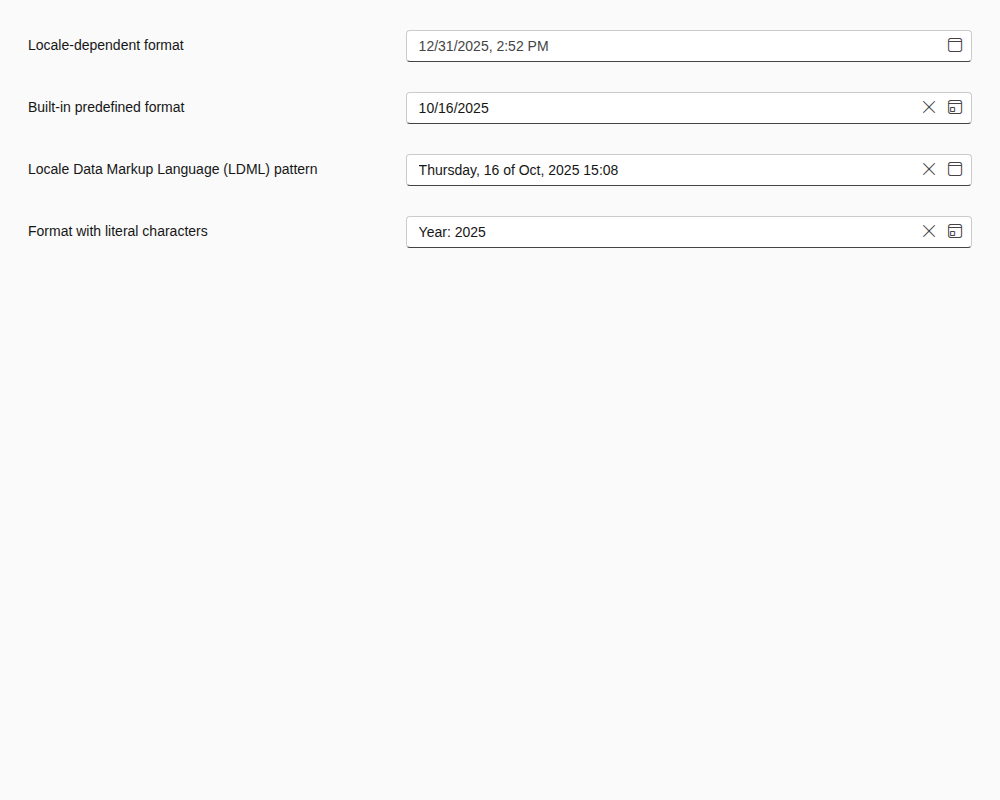 Locale-dependent format
12/31/2025, 2:52 PM
Built-in predefined format
10/16/2025
Locale Data Markup Language (LDML) pattern
Thursday, 16 of Oct, 2025 15:08
Format with literal characters
Year: 2025